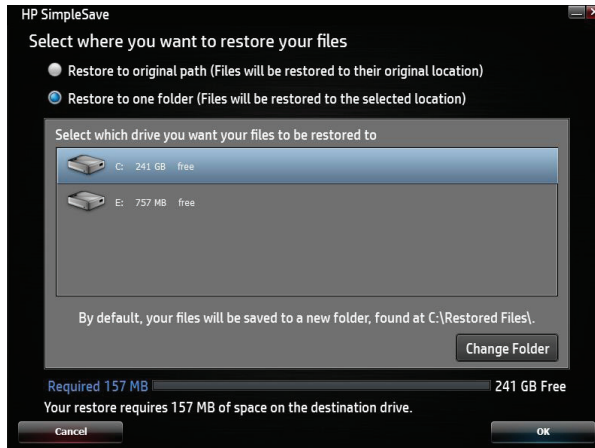 HP SimpleSave
Select where you want to restore your files
Restore to original path (Files will be restored to their original location)
Restore to one folder (Files will be restored to the selected location)
Select which drive you want your files to be restored to
C: 241 GB free
E: 757 MB free
By default, your files will be saved to a new folder, found at C:\Restored Files\.
Change Folder
Required 157 MB 241 GB Free
Your restore requires 157 MB of space on the destination drive.
Cancel OK